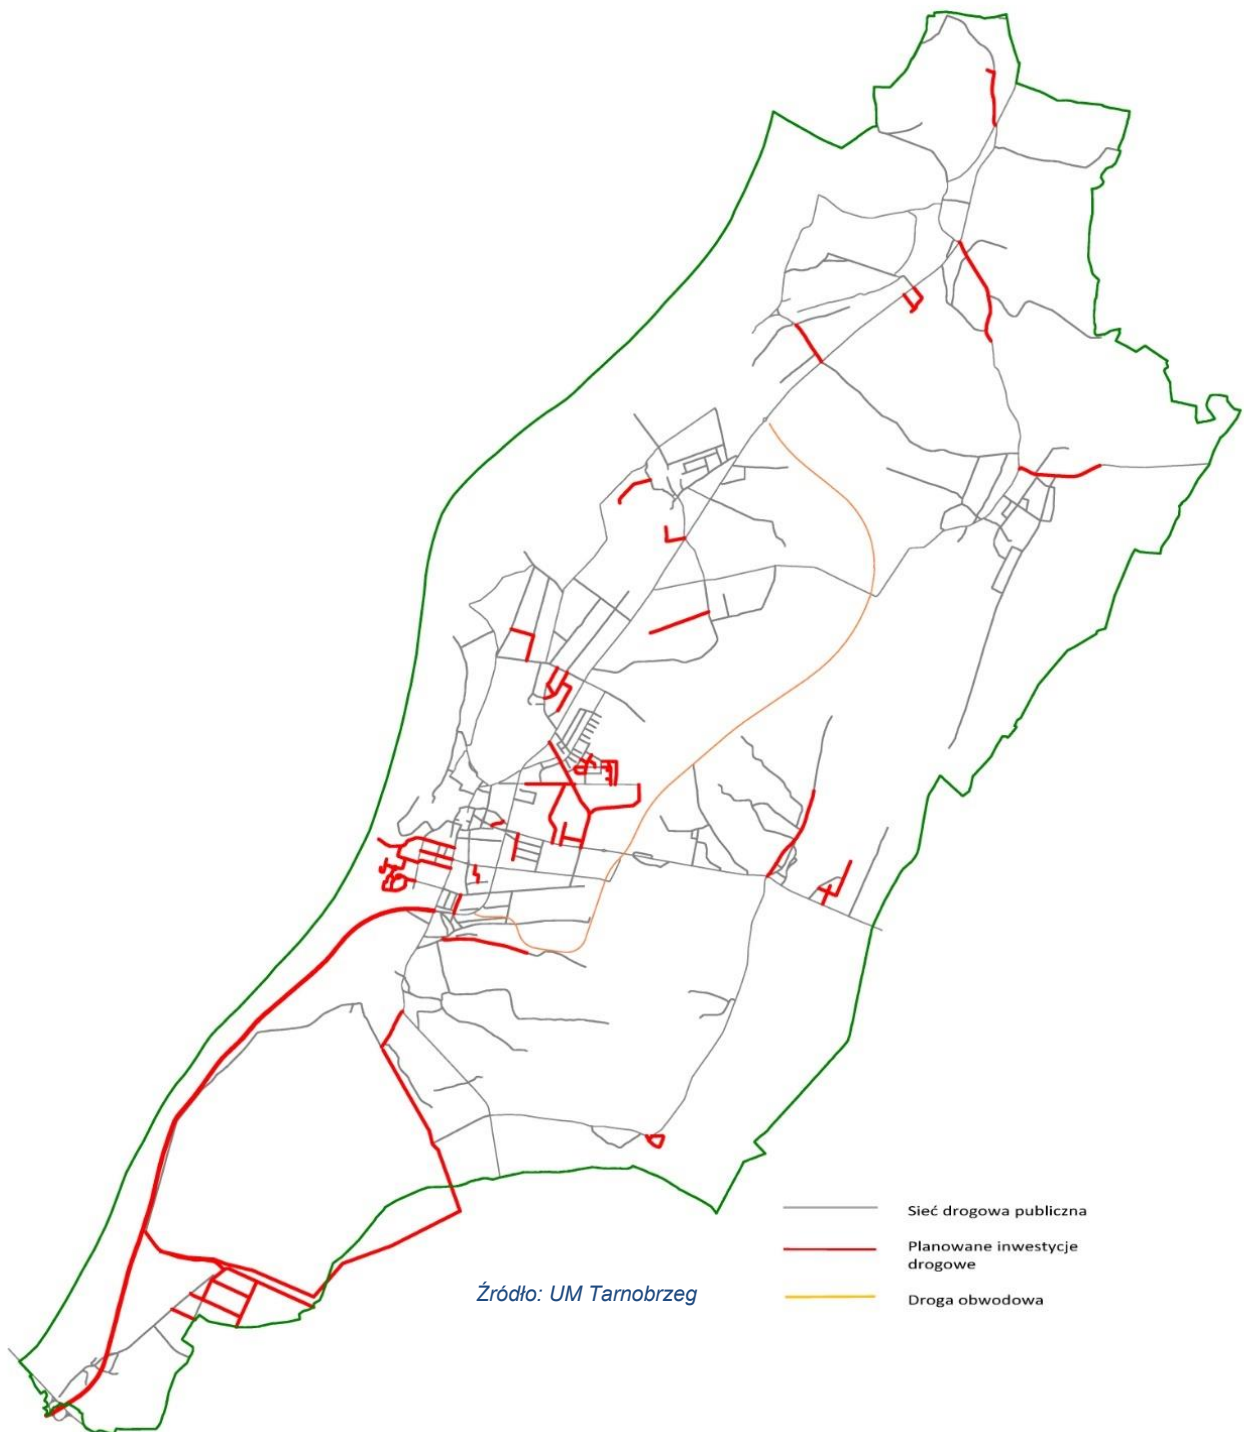 Sieć drogowa publiczna
Planowane inwestycje
drogowe
Źródło: UM Tarnobrzeg
Droga obwodowa